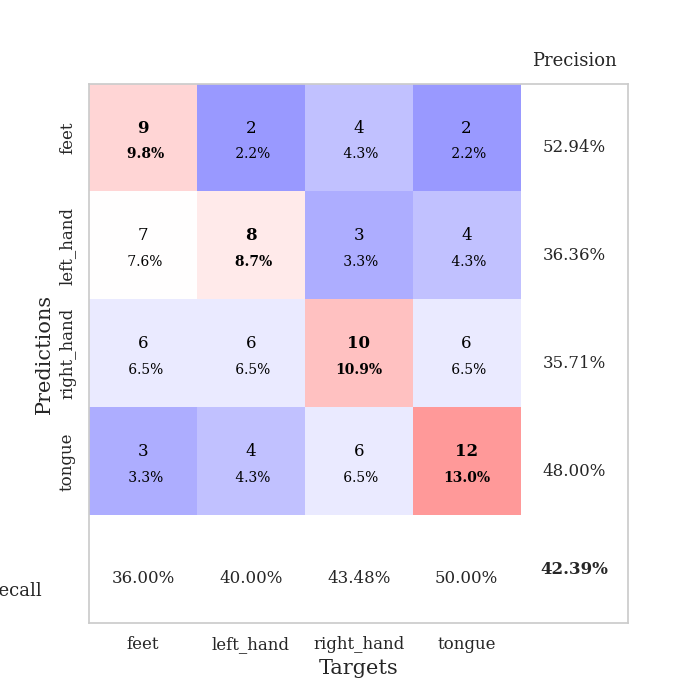 Precision
feet 9 2 4 2 52.94%
9.8% 2.2% 4.3% 2.2%
left_hand 7 8 3 4 36.36%
7.6% 8.7% 3.3% 4.3%
Predictions
right_hand 6 6 10 6 35.71%
6.5% 6.5% 10.9% 6.5%
tongue 3 4 6 12 48.00%
3.3% 4.3% 6.5% 13.0%
ecall 36.00% 40.00% 43.48% 50.00% 42.39%
feet left_hand right_hand tongue
Targets